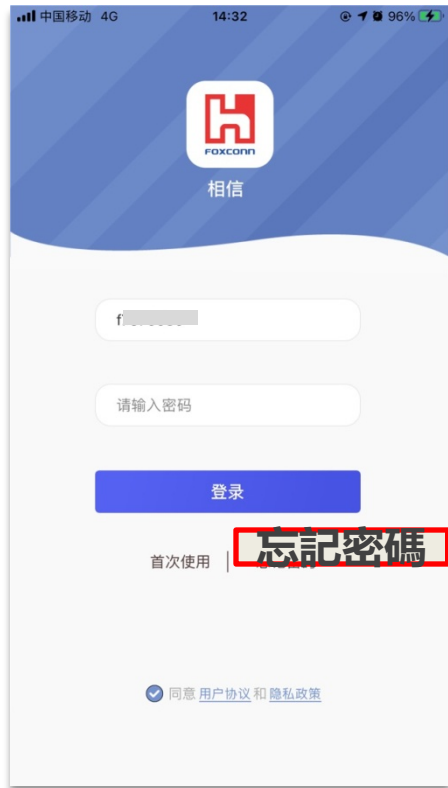 中国移动 4G 14:32 96%
FOXCONN
相信
请输入密码
登录
首次使用 | 忘記密碼
同意 用户协议 和 隐私政策